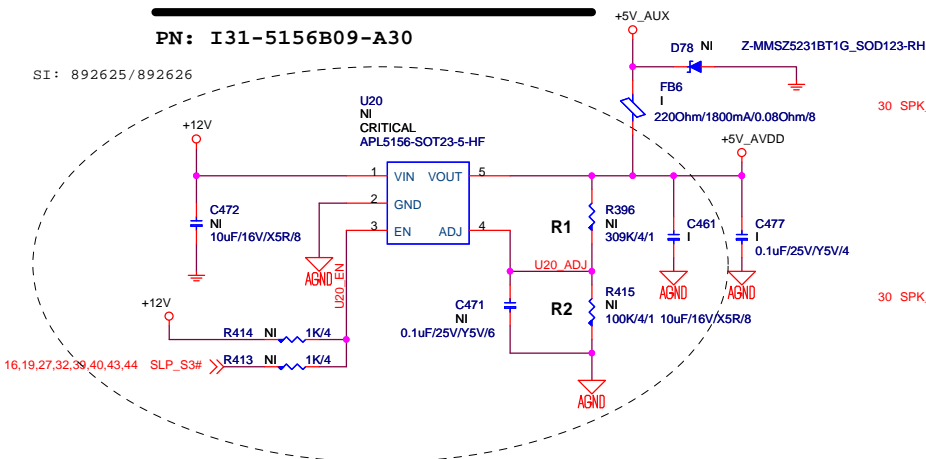 PN: I31-5156B09-A30
SI: 892625/892626
+5V_AUX
D78 NI
Z-MMSZ5231BT1G_SOD123-RH
FB6
I
220Ohm/1800mA/0.08Ohm/8
30 SPK_
+5V_AVDD
U20
NI
CRITICAL
APL5156-SOT23-5-HF
+12V
1 VIN VOUT 5
2 GND
3 EN ADJ 4
C472
NI
10uF/16V/X5R/8
AGND
U20_EN
R1
R396
NI
309K/4/1
C461
I
C477
I
0.1uF/25V/Y5V/4
AGND
AGND
U20_ADJ
C471
NI
0.1uF/25V/Y5V/6
R2
R415
NI
100K/4/1 10uF/16V/X5R/8
30 SPK_
AGND
+12V
R414 NI 1K/4
R413 NI 1K/4
16,19,27,32,39,40,43,44 SLP_S3#